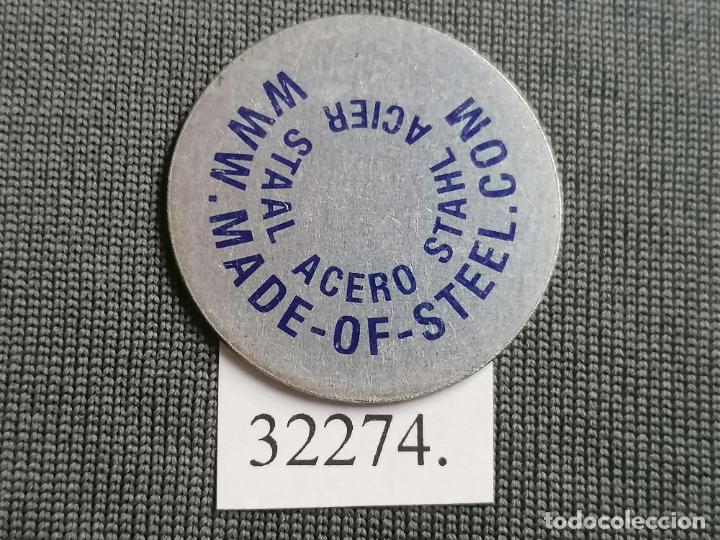 WWW.MADE-OF-STEEL.COM
STAAL ACERO STAHL ACIER
32274.
todocoleccion